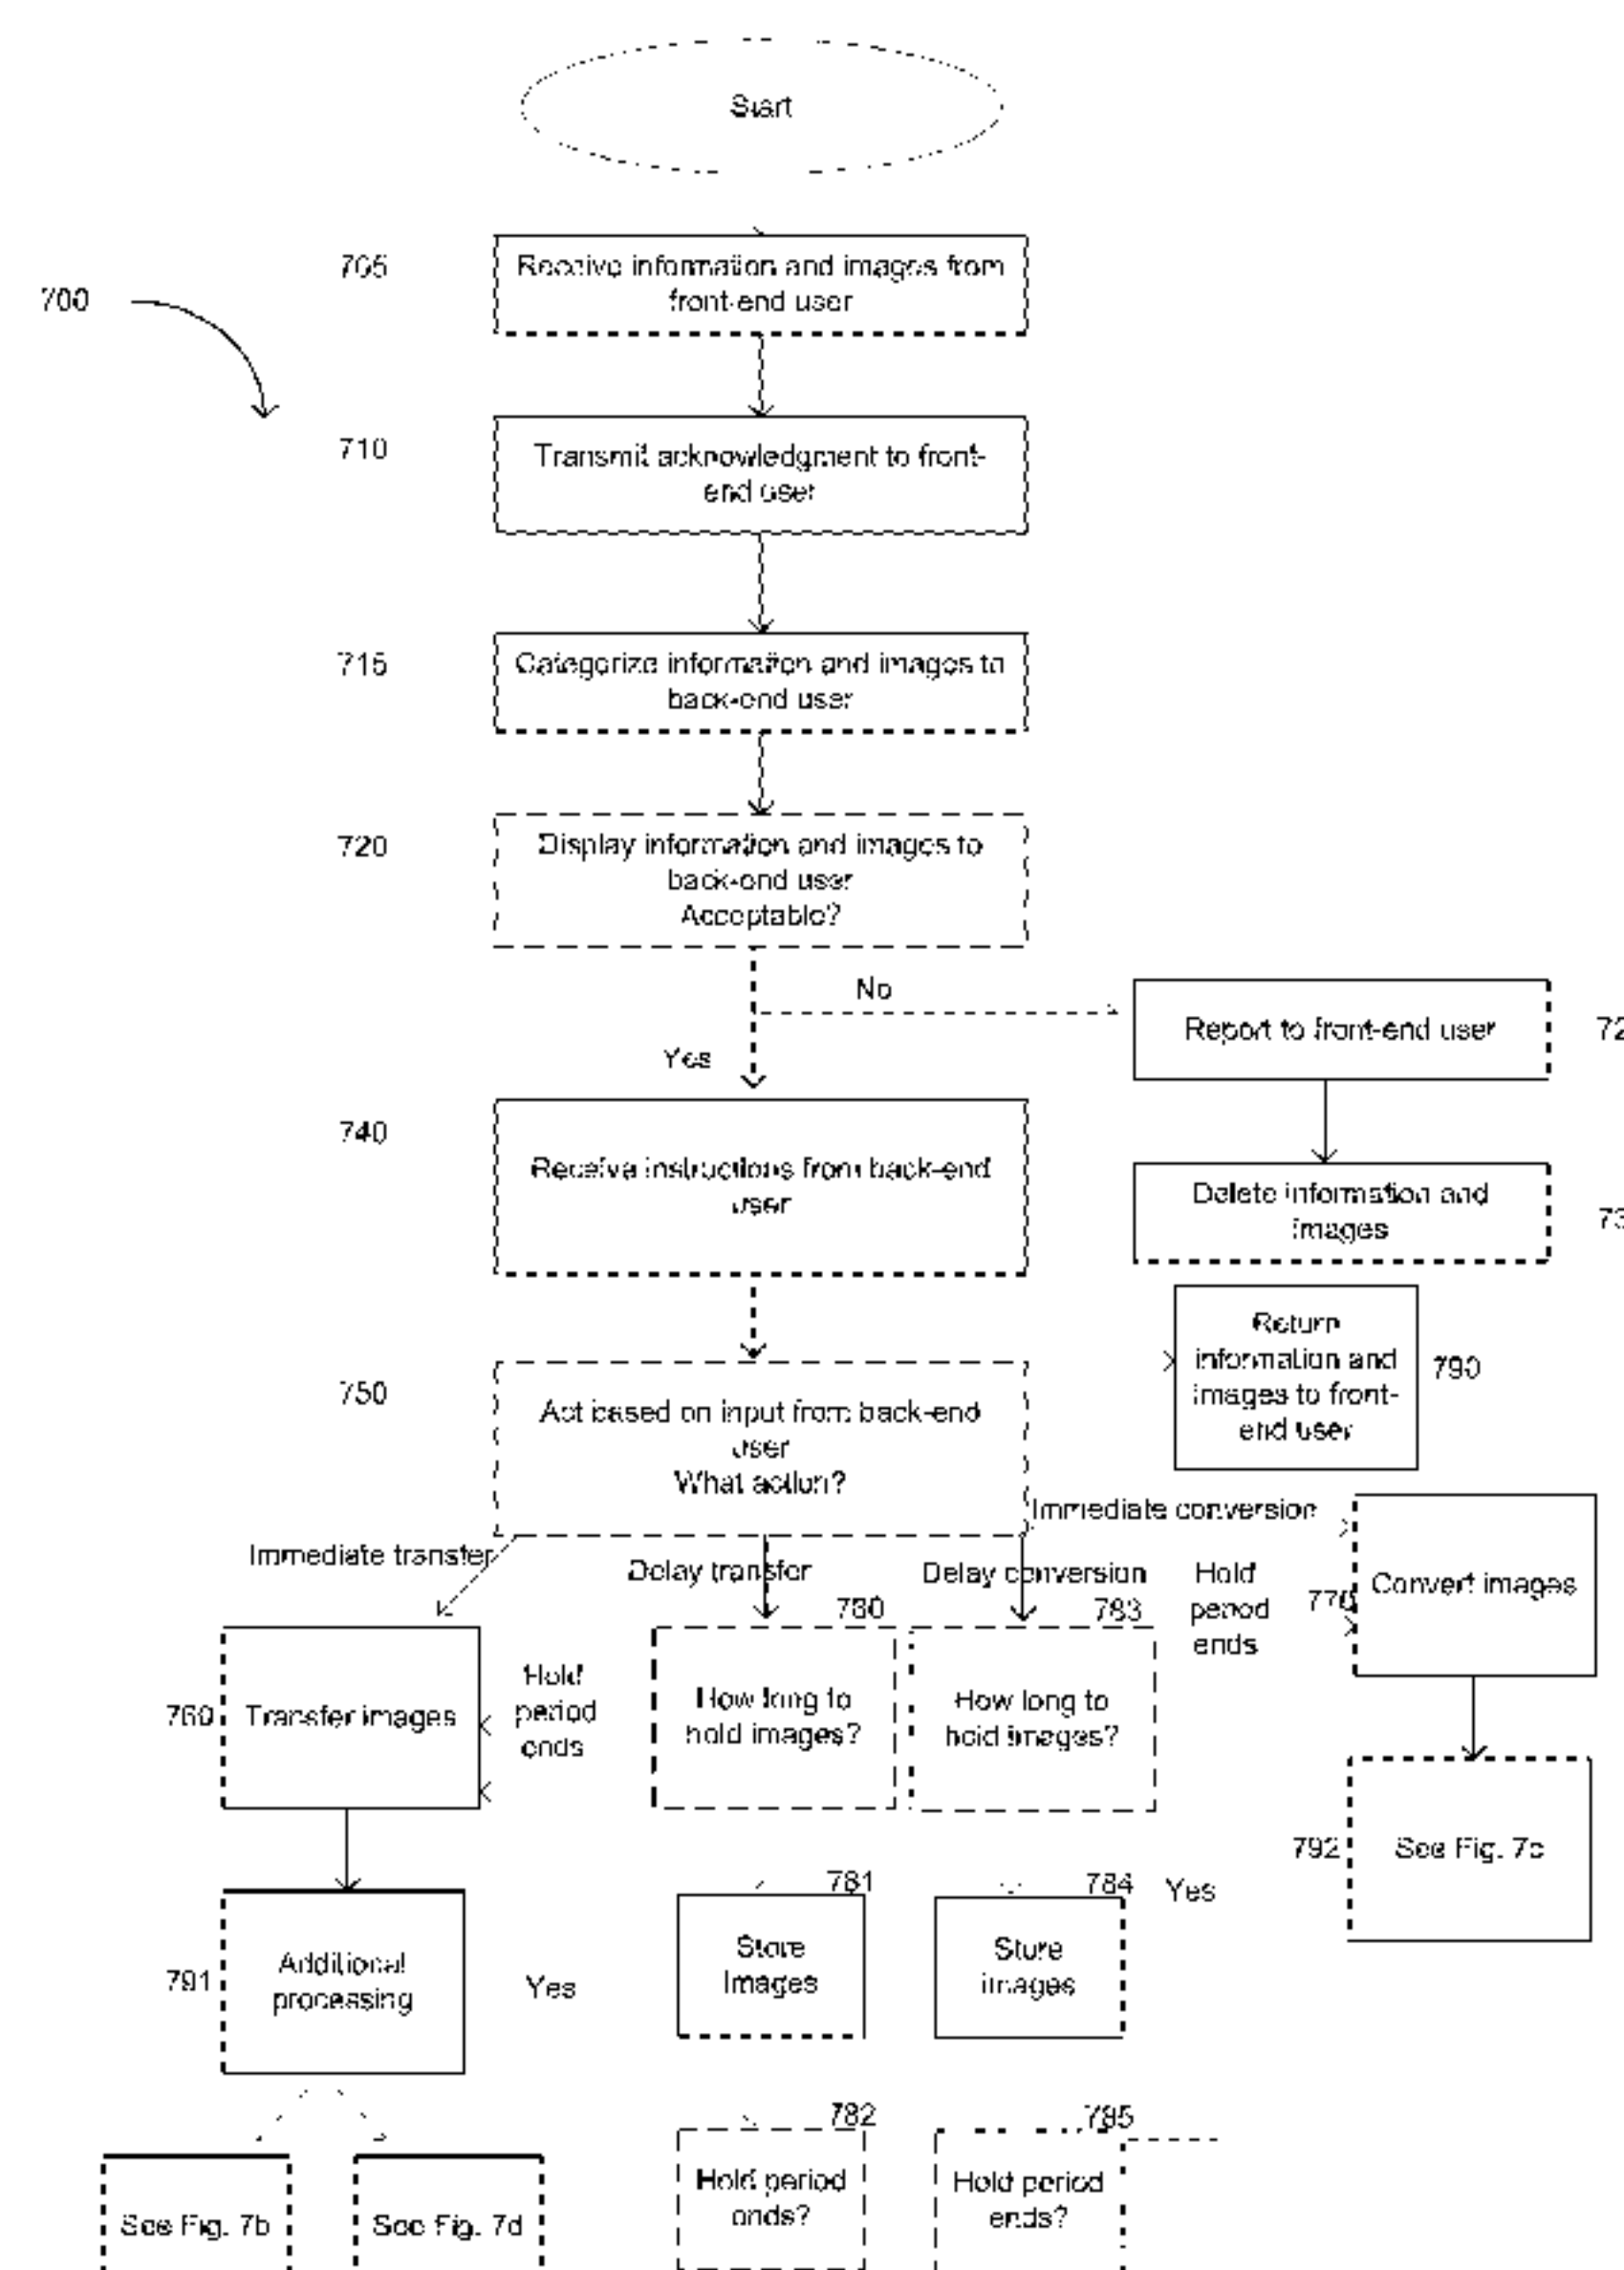 Start
705
Receive information and images from
front-end user
700
710
Transmit acknowledgment to front-
end user
715
Categorize information and images to
back-end user
720
Display information and images to
back-end user
Acceptable?
No
Report to front-end user
72
Yes
740
Receive instructions from back-end
user
Delete information and
images
73
Return
information and
images to front-
end user
790
750
Act based on input from back-end
user
What action?
Immediate transfer
Delay transfer
Delay conversion
Immediate conversion
780
783
Hold
period
ends
770
Convert images
760
Transfer images
Hold
period
ends
How long to
hold images?
How long to
hold images?
792
See Fig. 7c
781
784
Yes
791
Additional
processing
Yes
Store
Images
Store
images
782
785
See Fig. 7b
See Fig. 7d
Hold period
ends?
Hold period
ends?